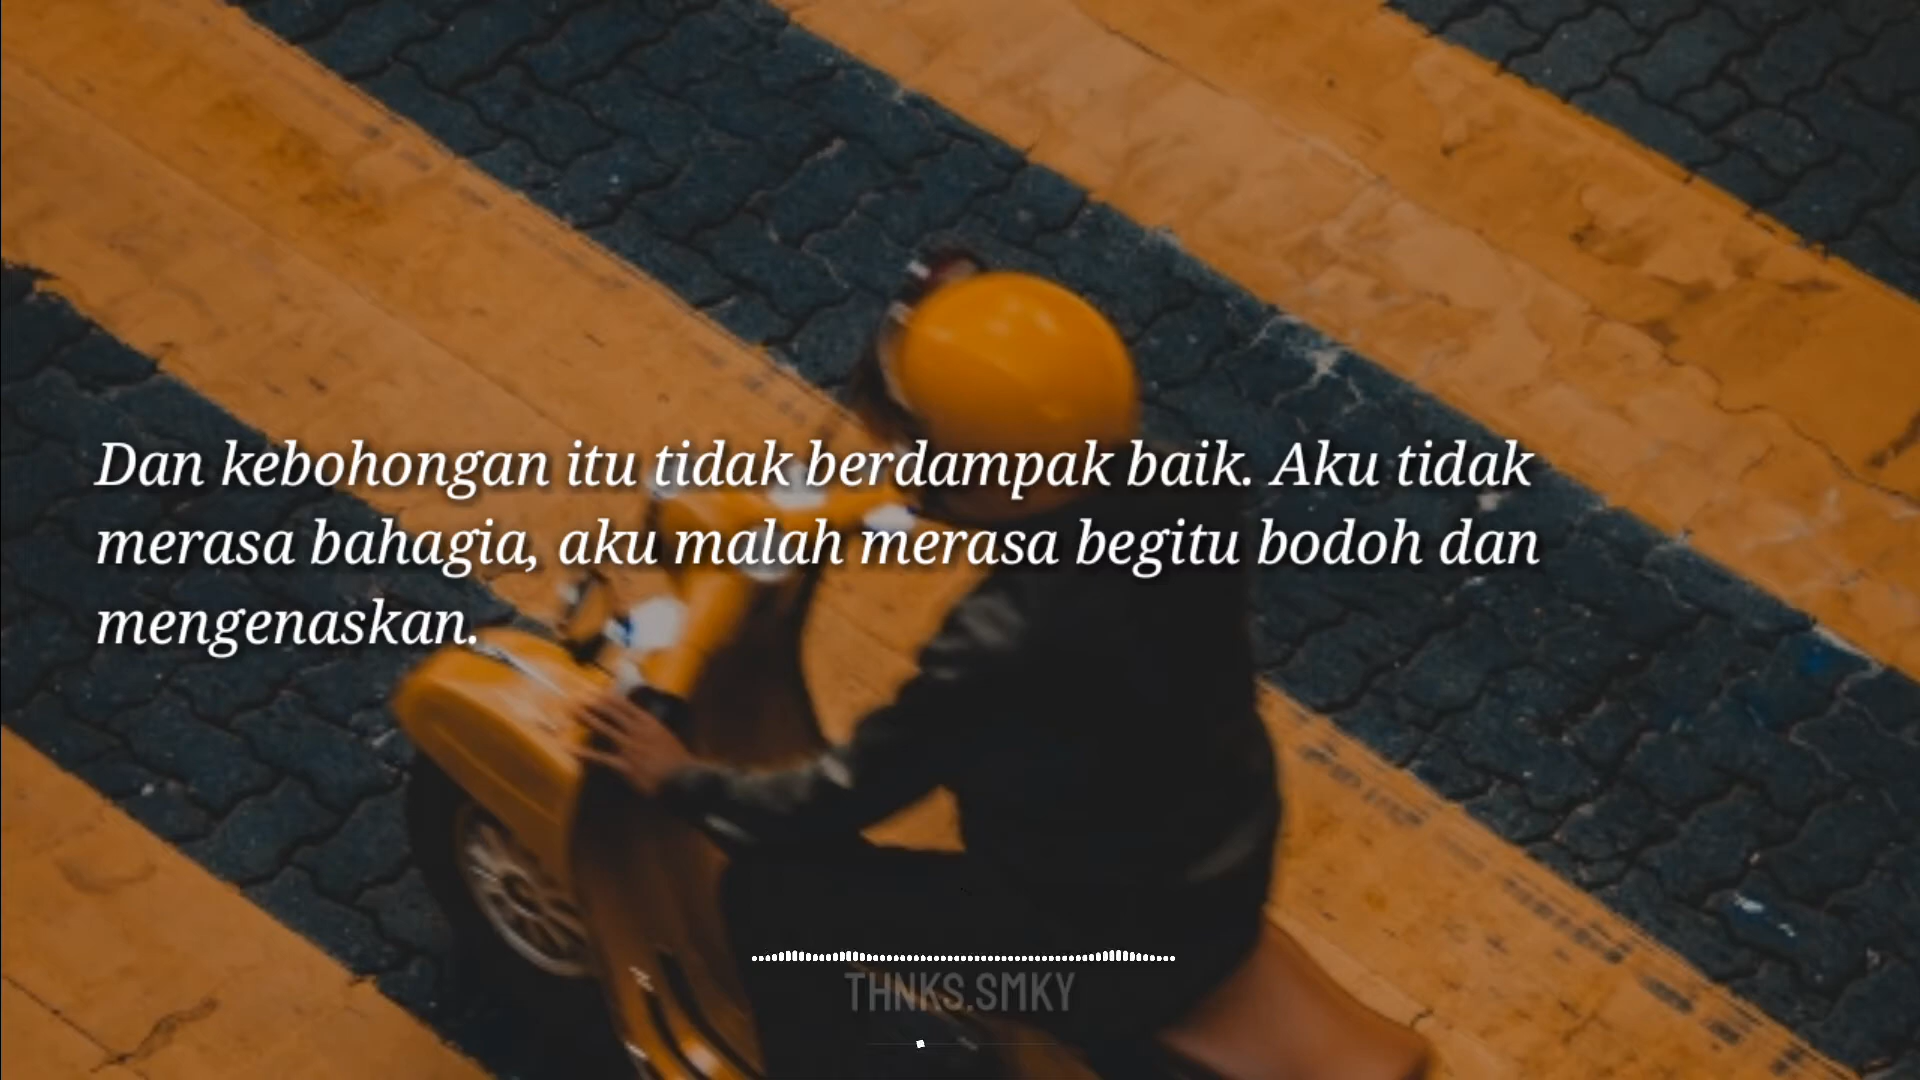 Dan kebohongan itu tidak berdampak baik. Aku tidak
merasa bahagia, aku malah merasa begitu bodoh dan
mengenaskan.
THNKS.SMKY